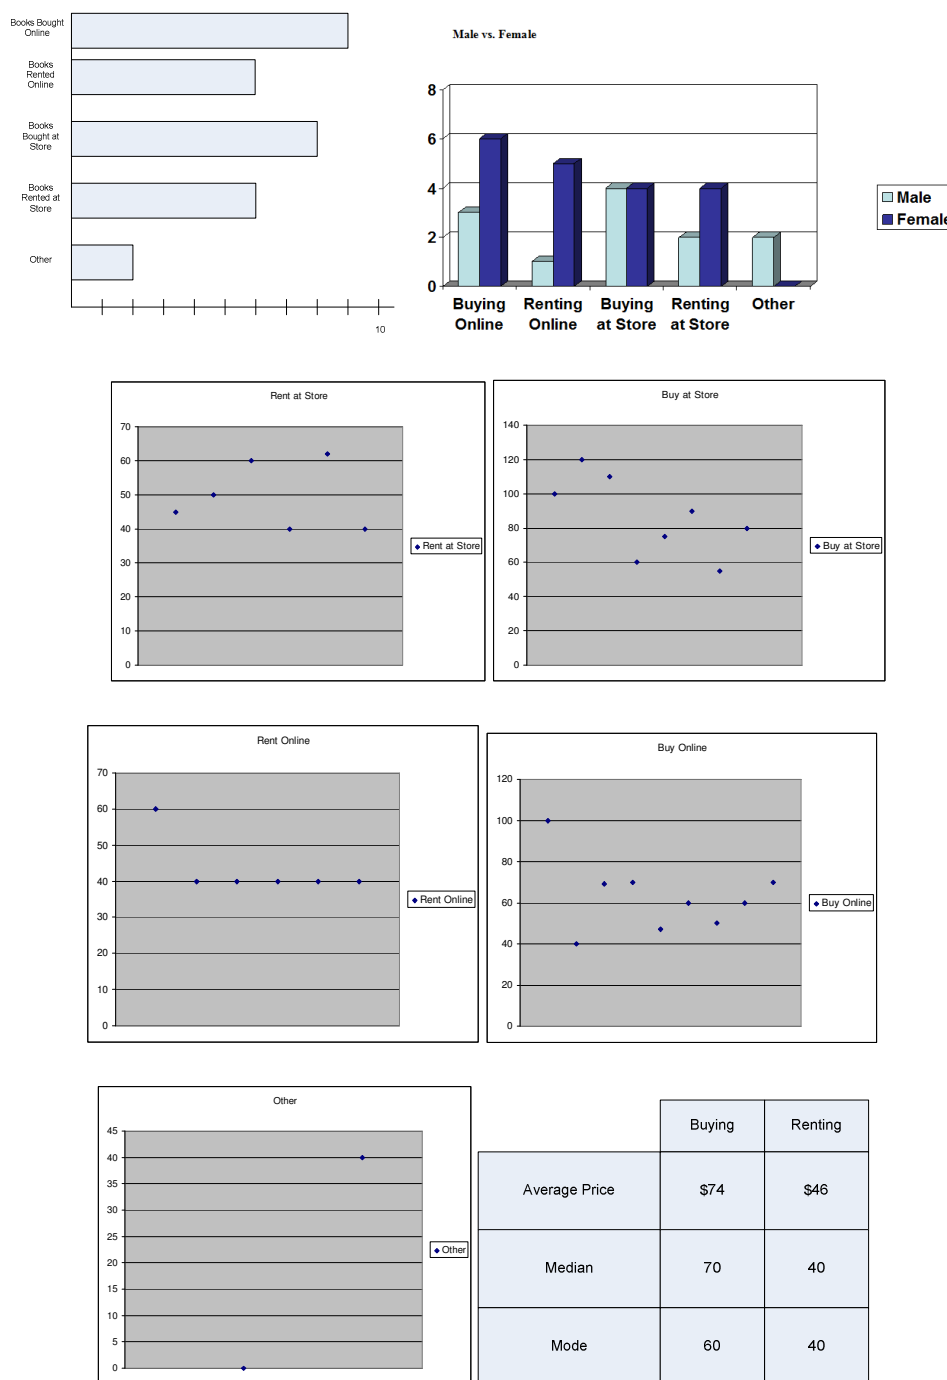 Books Bought
Online
Books
Rented
Online
Books
Bought at
Store
Books
Rented at
Store
Other
10
Male vs. Female
8
6
4
2
0
Buying
Online
Renting
Online
Buying
at Store
Renting
at Store
Other
Male
Female
Rent at Store
70
60
50
40
30
20
10
0
Rent at Store
Buy at Store
140
120
100
80
60
40
20
0
Buy at Store
Rent Online
70
60
50
40
30
20
10
0
Rent Online
Buy Online
120
100
80
60
40
20
0
Buy Online
Other
45
40
35
30
25
20
15
10
5
0
Other
Buying Renting
Average Price $74 $46
Median 70 40
Mode 60 40